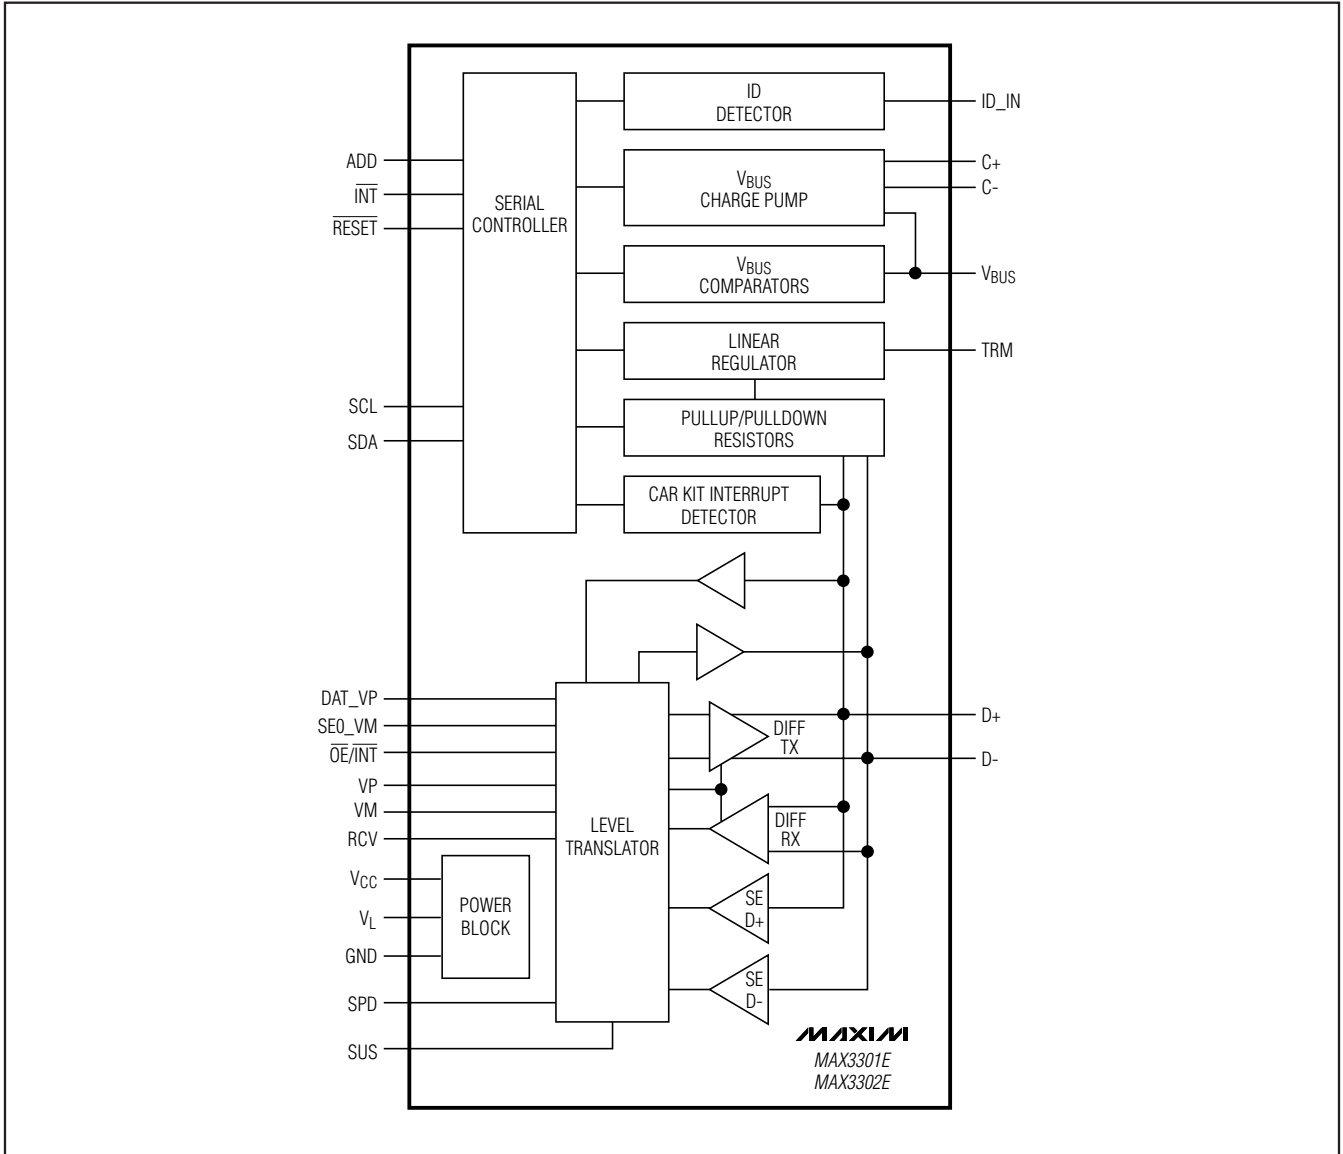 ID
DETECTOR
ID_IN
ADD
INT
RESET
SERIAL
CONTROLLER
VBUS
CHARGE PUMP
C+
C-
VBUS
COMPARATORS
VBUS
LINEAR
REGULATOR
TRM
SCL
SDA
PULLUP/PULLDOWN
RESISTORS
CAR KIT INTERRUPT
DETECTOR
DAT_VP
SE0_VM
OE/INT
VP
VM
RCV
LEVEL
TRANSLATOR
DIFF
TX
D+
D-
DIFF
RX
VCC
VL
GND
POWER
BLOCK
SE
D+
SE
D-
SPD
SUS
MAXIM
MAX3301E
MAX3302E